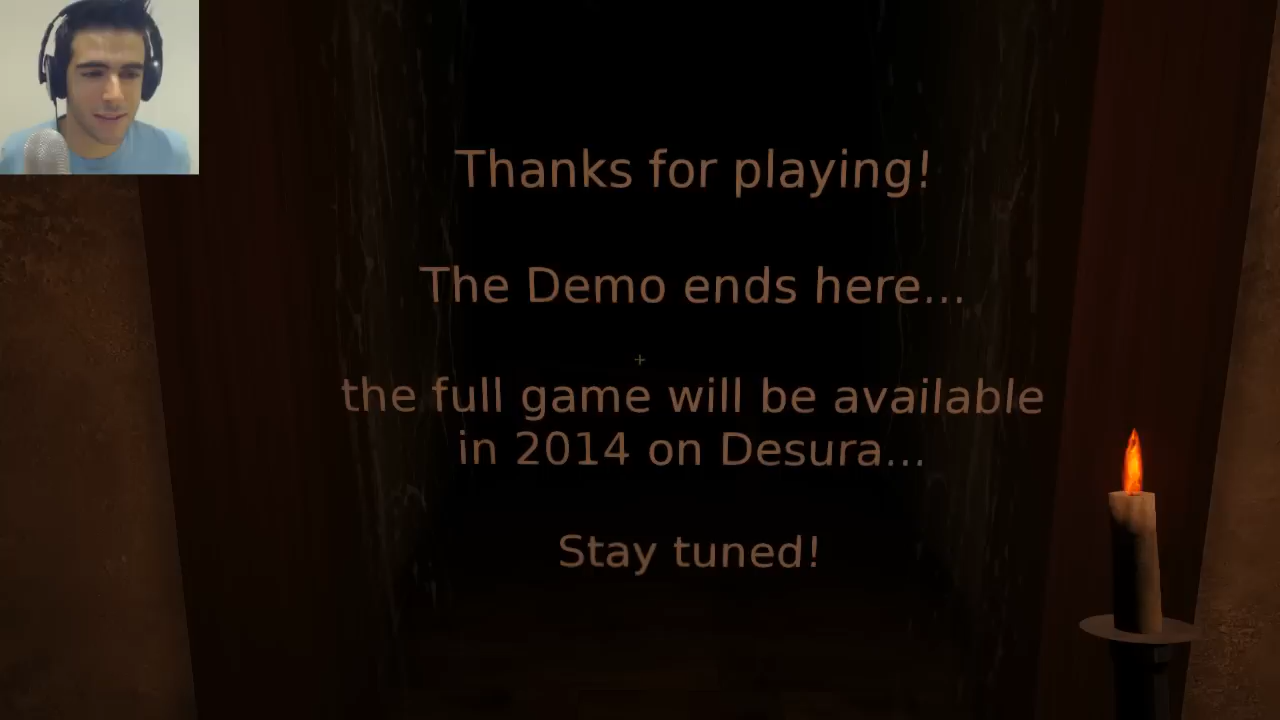 Thanks for playing!
The Demo ends here...
the full game will be available
in 2014 on Desura...
Stay tuned!